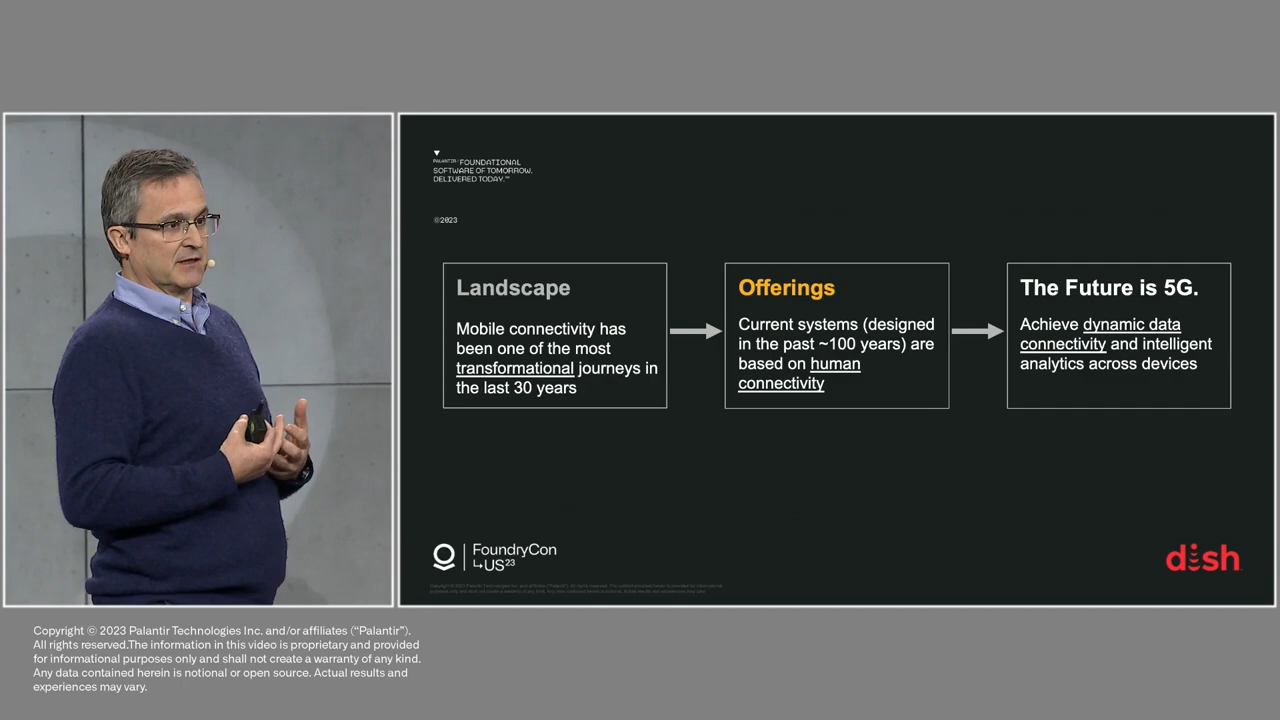 PALANTIR/ FOUNDATIONAL
SOFTWARE OF TOMORROW.
DELIVERED TODAY.™
©2023
Landscape
Mobile connectivity has
been one of the most
transformational journeys in
the last 30 years
Offerings
Current systems (designed
in the past ~100 years) are
based on human
connectivity
The Future is 5G.
Achieve dynamic data
connectivity and intelligent
analytics across devices
FoundryCon
↳US23
dish
Copyright © 2023 Palantir Technologies Inc. and/or affiliates (“Palantir”).
All rights reserved.The information in this video is proprietary and provided
for informational purposes only and shall not create a warranty of any kind.
Any data contained herein is notional or open source. Actual results and
experiences may vary.